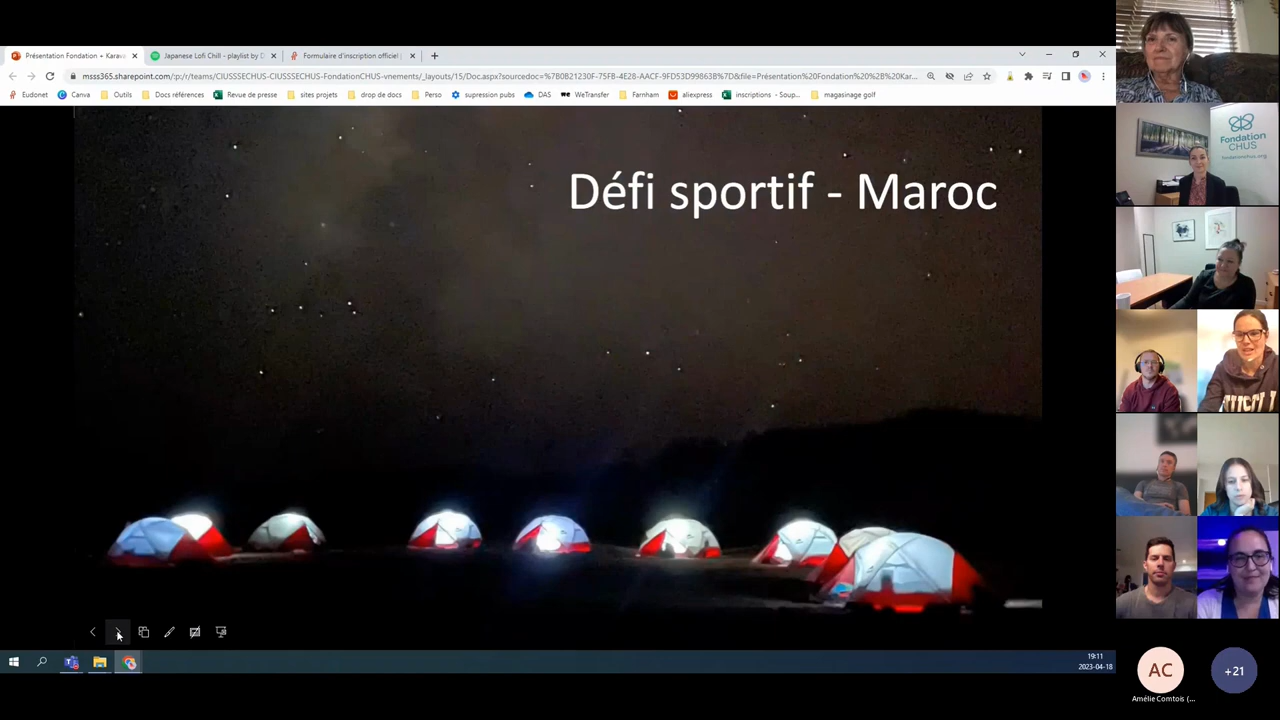 Présentation Fondation + Karava
Japanese Lofi Chill - playlist by D
Formulaire d'inscription officiel |
msss365.sharepoint.com/:p:/r/teams/CIUSSSECHUS-CIUSSSECHUS-FondationCHUS-vnements/_layouts/15/Doc.aspx?sourcedoc=%7B0B21230F-75FB-4E28-AACF-9FD53D998638%7D&file=Présentation%20Fondation%20%2B%20Kar...
Eudonet
Canva
Outils
Docs références
Revue de presse
sites projets
drop de docs
Perso
supression pubs
DAS
WeTransfer
Farnham
aliexpress
inscriptions - Soup...
magasinage golf
Défi sportif - Maroc
19:11
2023-04-18
Fondation
CHUS
fondationchus.org
AC
Amélie Comtois (...
+21